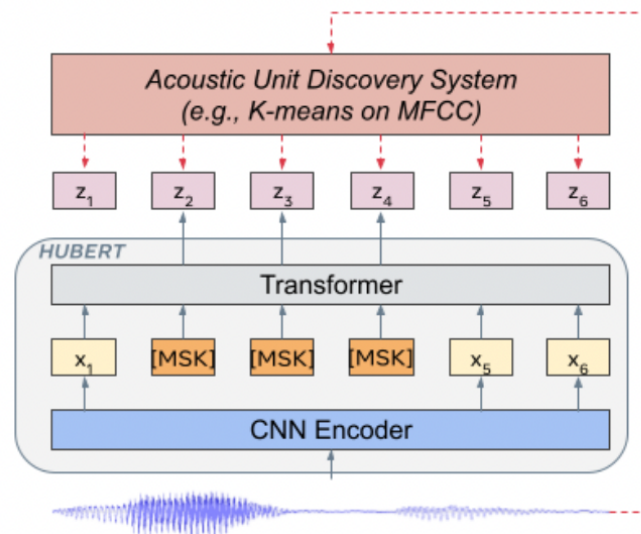 Acoustic Unit Discovery System
(e.g., K-means on MFCC)
z1 z2 z3 z4 z5 z6
HUBERT
Transformer
x1 [MSK] [MSK] [MSK] x5 x6
CNN Encoder